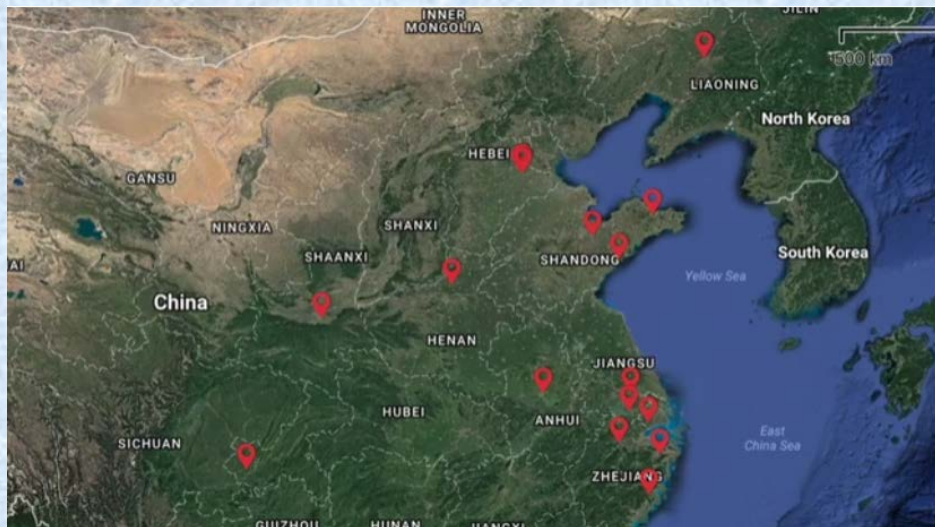 INNER
MONGOLIA
JILIN
500 km
LIAONING
North Korea
HEBEI
GANSU
NINGXIA
SHANXI
SHAANXI
SHANDONG
South Korea
Yellow Sea
China
HENAN
JIANGSU
HUBEI
ANHUI
East
China Sea
SICHUAN
ZHEJIANG
GUIZHOU
HUNAN
JIANGXI